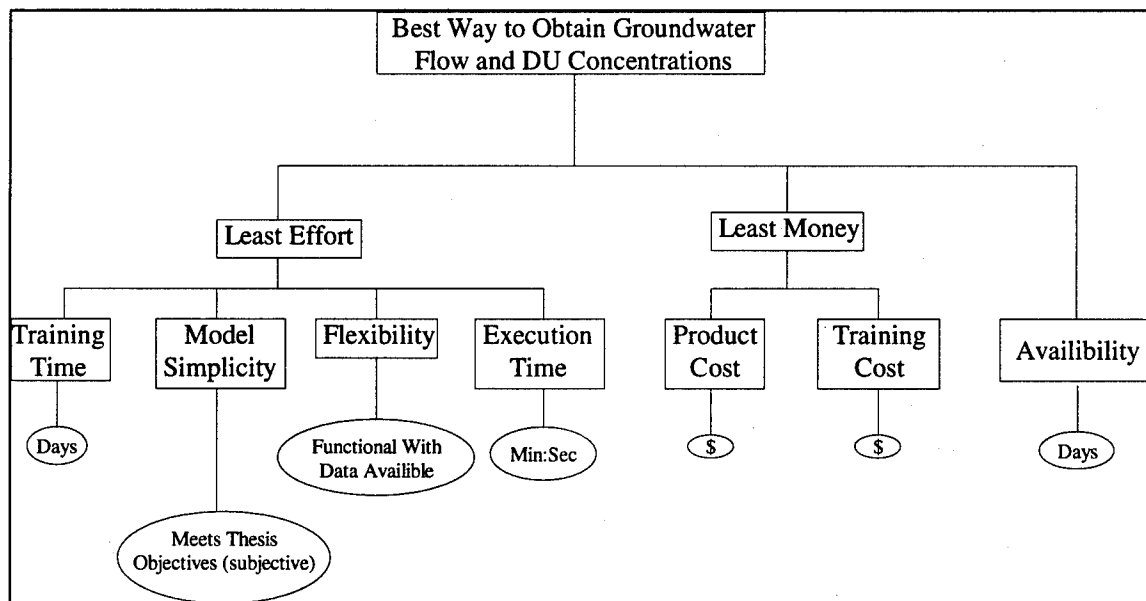 Best Way to Obtain Groundwater
Flow and DU Concentrations
Least Effort
Least Money
Training
Time
Model
Simplicity
Flexibility
Execution
Time
Product
Cost
Training
Cost
Availibility
Days
Functional With
Data Availible
Min:Sec
$
$
Days
Meets Thesis
Objectives (subjective)